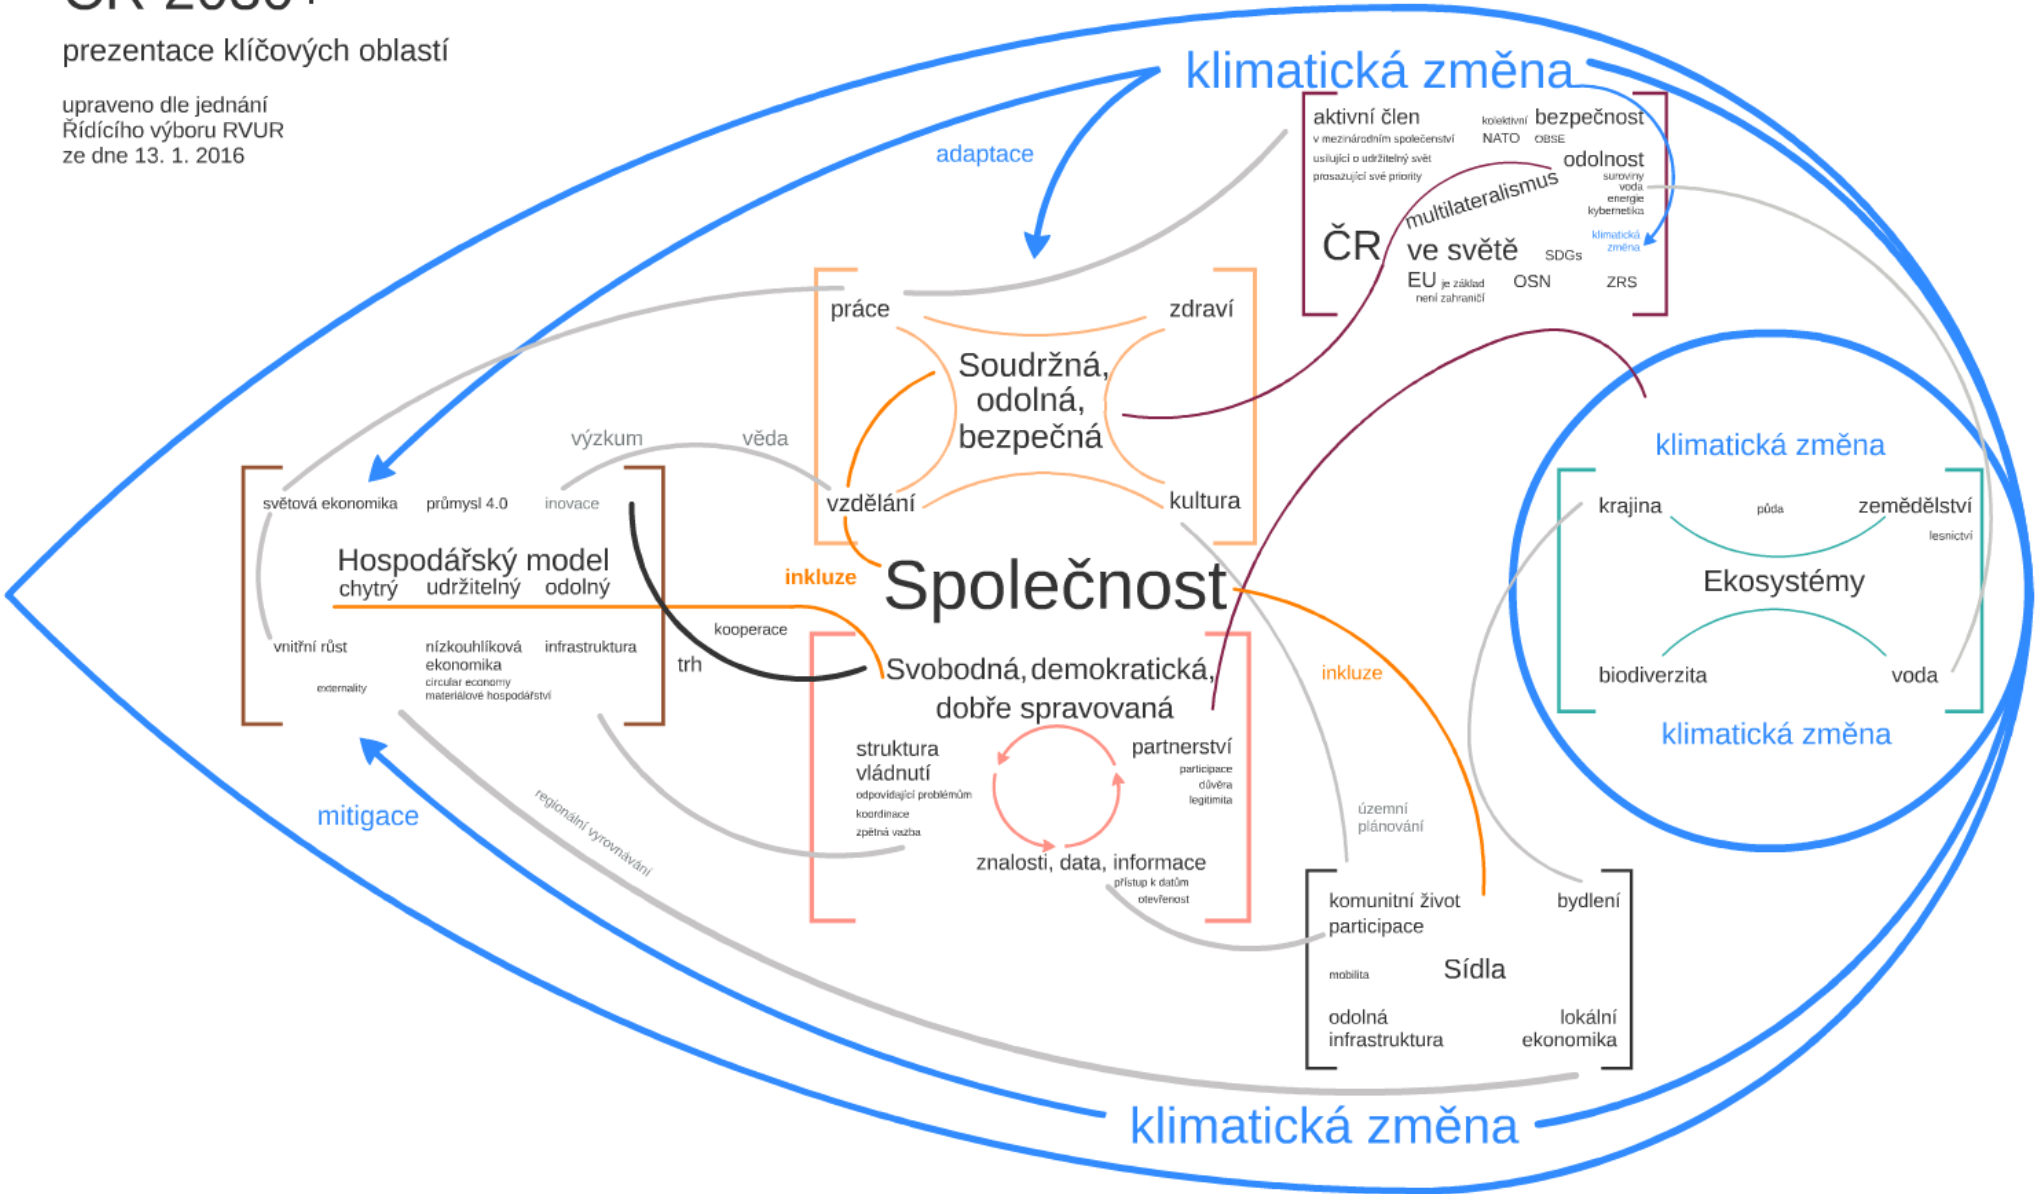 prezentace klíčových oblastí
upraveno dle jednání
Řídícího výboru RVUR
ze dne 13. 1. 2016
klimatická změna
adaptace
aktivní člen
v mezinárodním společenství
usilující o udržitelný svět
prosazující své priority
kolektivní bezpečnost
NATO OBSE
odolnost
suroviny
voda
energie
kybernetika
klimatická
změna
multilateralismus
ČR ve světě
SDGs
EU je základ
není zahraničí
OSN
ZRS
práce
zdraví
Soudržná,
odolná,
bezpečná
vzdělání
kultura
výzkum
věda
světová ekonomika
průmysl 4.0
inovace
Hospodářský model
chytrý udržitelný odolný
vnitřní růst
nízkouhlíková
ekonomika
circular economy
materiálové hospodářství
infrastruktura
externality
inkluze
Společnost
kooperace
trh
Svobodná, demokratická,
dobře spravovaná
struktura
vládnutí
odpovídající problémům
koordinace
zpětná vazba
partnerství
participace
důvěra
legitimita
znalosti, data, informace
přístup k datům
otevřenost
inkluze
klimatická změna
krajina
půda
zemědělství
lesnictví
Ekosystémy
biodiverzita
voda
klimatická změna
mitigace
regionální vyrovnávání
územní
plánování
komunitní život
participace
bydlení
mobilita
Sídla
odolná
infrastruktura
lokální
ekonomika
klimatická změna